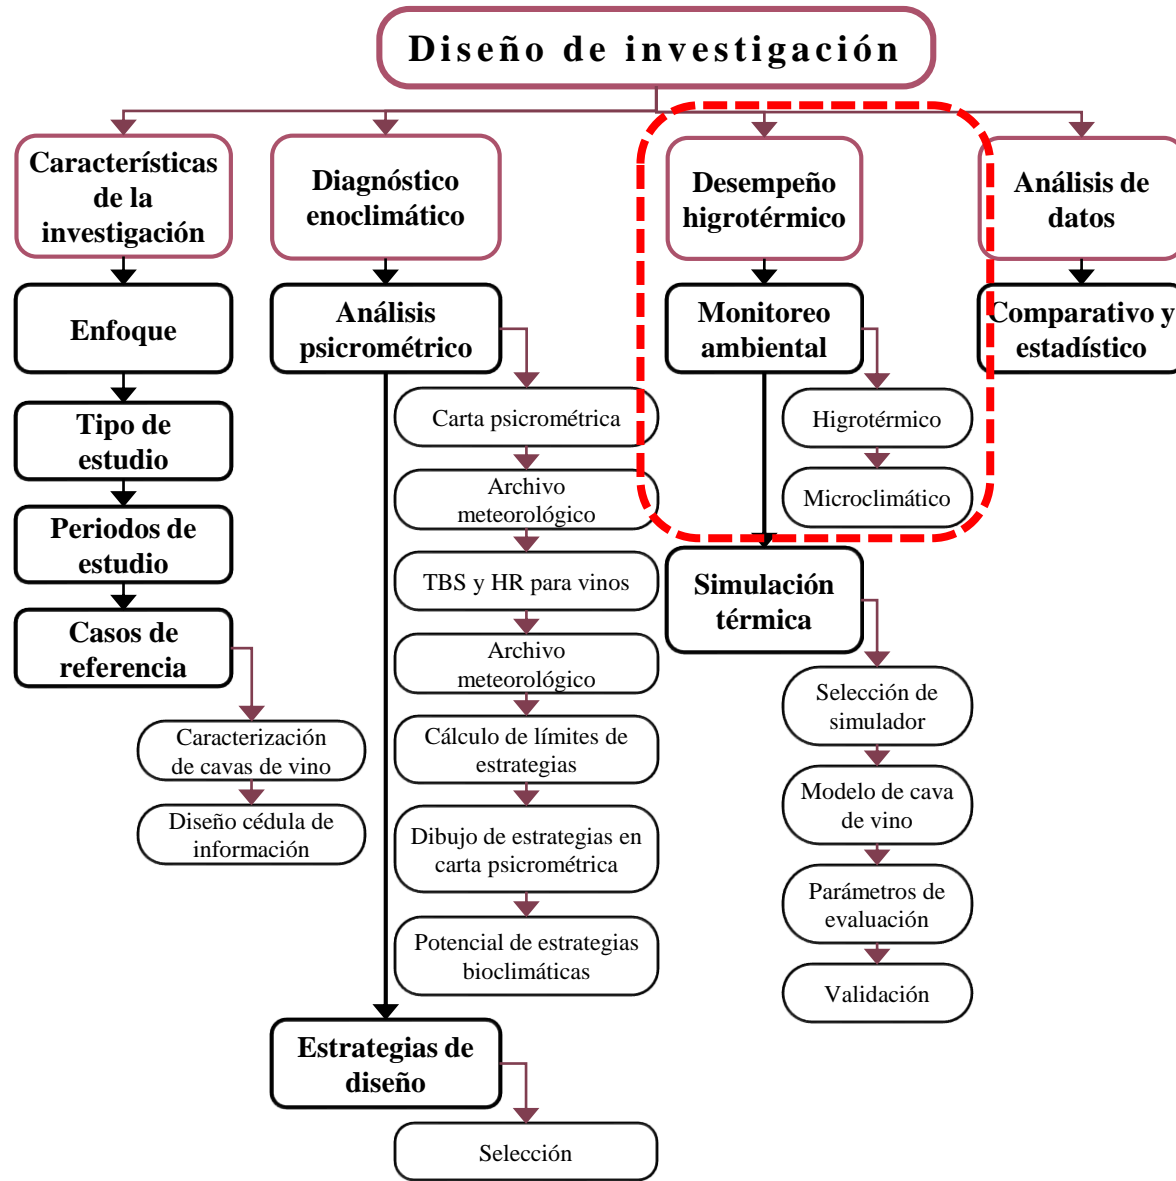 Diseño de investigación
Características
de la
investigación
Enfoque
Tipo de
estudio
Periodos de
estudio
Casos de
referencia
Caracterización
de cavas de vino
Diseño cédula de
información
Diagnóstico
enoclimático
Análisis
psicrométrico
Carta psicrométrica
Archivo
meteorológico
TBS y HR para vinos
Archivo
meteorológico
Cálculo de límites de
estrategias
Dibujo de estrategias en
carta psicrométrica
Potencial de estrategias
bioclimáticas
Estrategias de
diseño
Selección
Desempeño
higrotérmico
Monitoreo
ambiental
Higrotérmico
Microclimático
Simulación
térmica
Selección de
simulador
Modelo de cava
de vino
Parámetros de
evaluación
Validación
Análisis de
datos
Comparativo y
estadístico